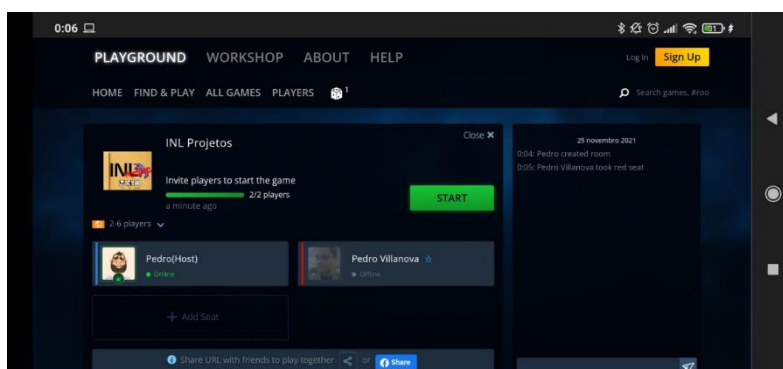 0:06
PLAYGROUND WORKSHOP ABOUT HELP
Log In Sign Up
HOME FIND & PLAY ALL GAMES PLAYERS 1
Search games, #roo
INL Projetos
Close ✖
INL
Invite players to start the game
2/2 players
a minute ago
START
2-6 players
Pedro(Host)
Online
Pedro Villanova
Offline
+ Add Seat
Share URL with friends to play together or Share
25 novembro 2021
0:04: Pedro created room
0:05: Pedro Villanova took red seat